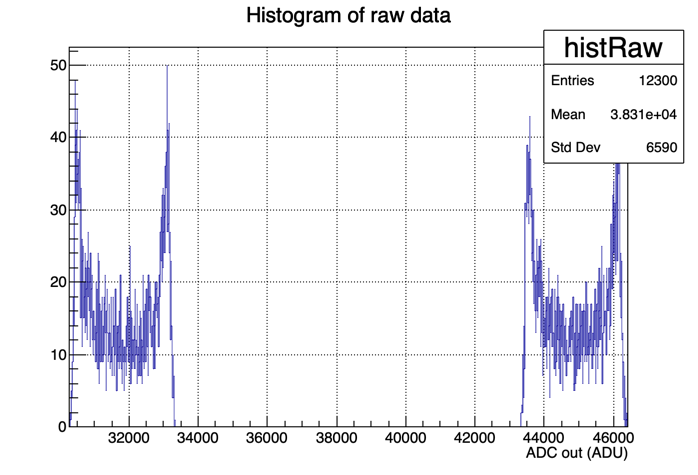 Histogram of raw data
histRaw
Entries 12300
Mean 3.831e+04
Std Dev 6590
50
40
30
20
10
0
32000 34000 36000 38000 40000 42000 44000 46000
ADC out (ADU)